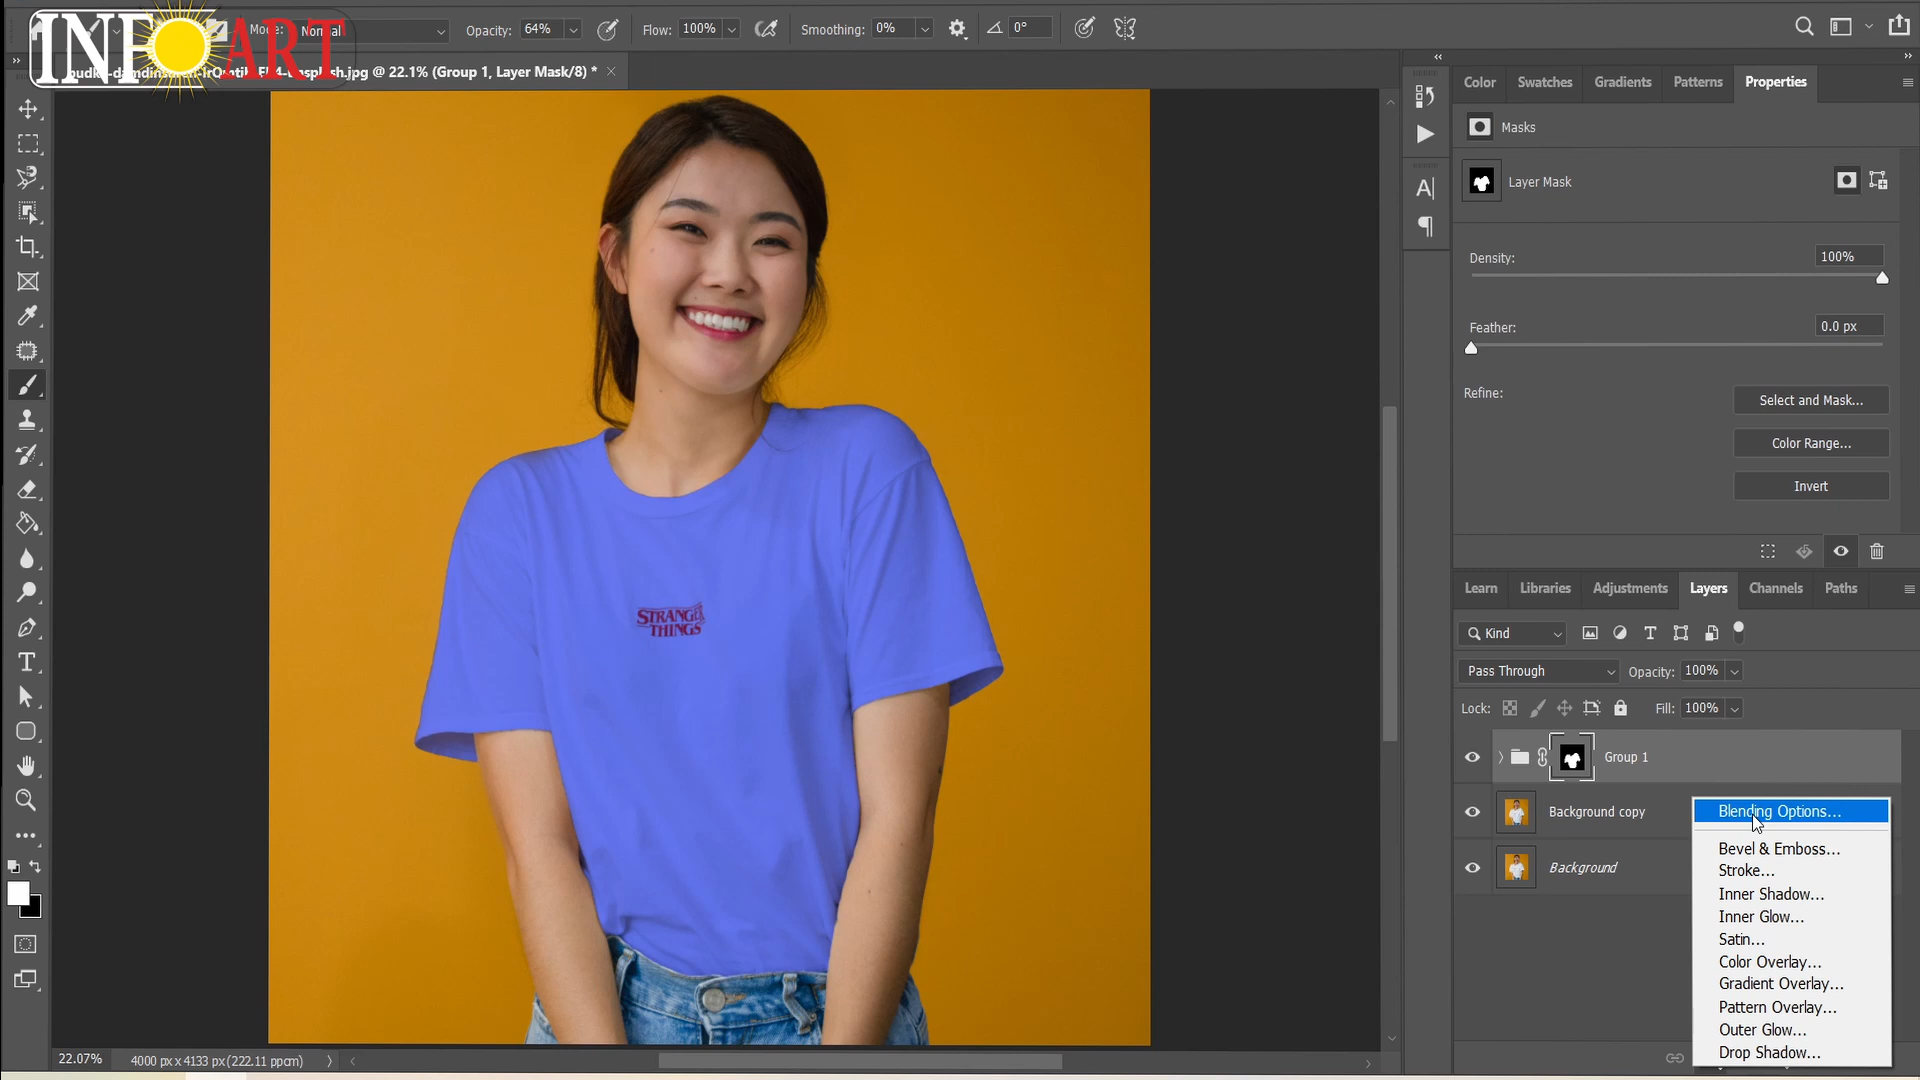 INFO ART
Mode: Normal Opacity: 64% Flow: 100% Smoothing: 0% 0°
-unsplash.jpg @ 22.1% (Group 1, Layer Mask/8) *
Color Swatches Gradients Patterns Properties
Masks
Layer Mask
Density: 100%
Feather: 0.0 px
Refine: Select and Mask...
Color Range...
Invert
STRANGER
THINGS
Learn Libraries Adjustments Layers Channels Paths
Kind
Pass Through Opacity: 100%
Lock: Fill: 100%
Group 1
Background copy
Background
Blending Options...
Bevel & Emboss...
Stroke...
Inner Shadow...
Inner Glow...
Satin...
Color Overlay...
Gradient Overlay...
Pattern Overlay...
Outer Glow...
Drop Shadow...
22.07% 4000 px x 4133 px (222.11 ppcm)